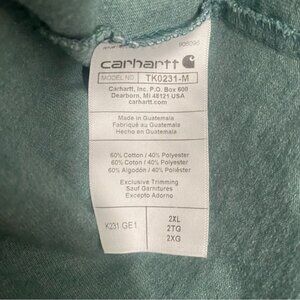 carhartt
MODEL NO TK0231-M
Carhartt, Inc. P.O. Box 600
Dearborn, MI 48121 USA
carhartt.com
Made in Guatemala
Fabriqué au Guatemala
Hecho en Guatemala
60% Cotton / 40% Polyester
60% Coton / 40% Polyester
60% Algodón / 40% Poliéster
Exclusive Trimming
Sauf Garnitures
Excepto Adorno
K231 GE1
2XL
2TG
2XG